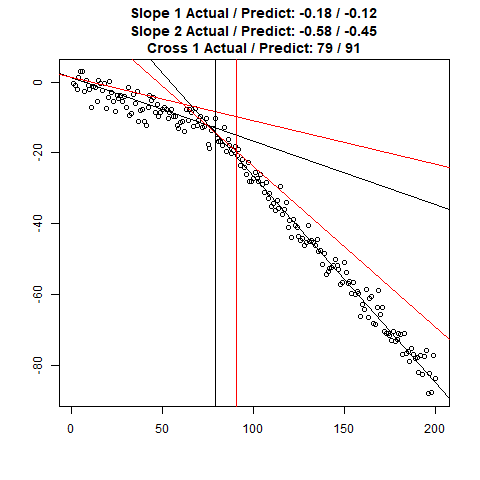 Slope 1 Actual / Predict: -0.18 / -0.12
Slope 2 Actual / Predict: -0.58 / -0.45
Cross 1 Actual / Predict: 79 / 91
0
-20
-40
-60
-80
0 50 100 150 200